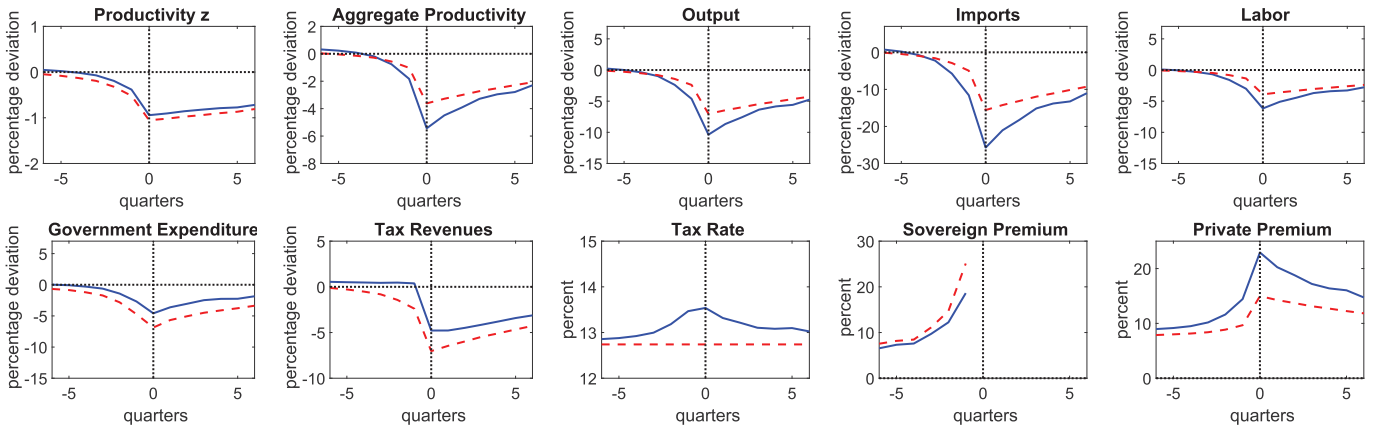 Productivity z
percentage deviation
1
0
-1
-2
-5
0
5
quarters
Aggregate Productivity
percentage deviation
2
0
-2
-4
-6
-8
-5
0
5
quarters
Output
percentage deviation
5
0
-5
-10
-15
-5
0
5
quarters
Imports
percentage deviation
0
-10
-20
-30
-5
0
5
quarters
Labor
percentage deviation
5
0
-5
-10
-15
-5
0
5
quarters
Government Expenditure
percentage deviation
5
0
-5
-10
-15
-5
0
5
quarters
Tax Revenues
percentage deviation
5
0
-5
-10
-5
0
5
quarters
Tax Rate
percent
15
14
13
12
-5
0
5
quarters
Sovereign Premium
percent
30
20
10
0
-5
0
5
quarters
Private Premium
percent
20
10
0
-5
0
5
quarters